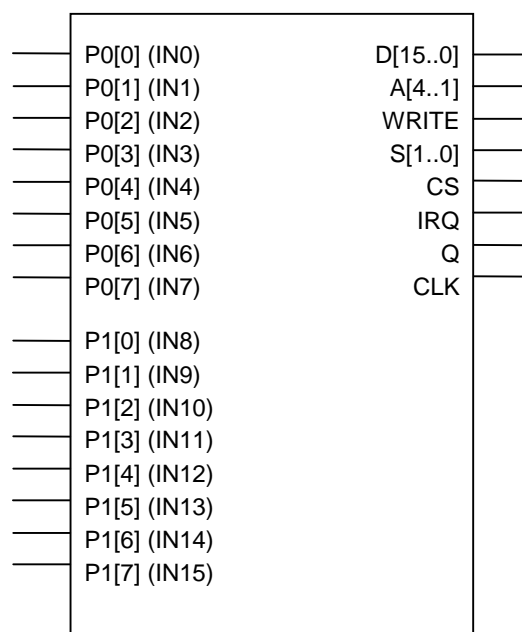 P0[0] (IN0)
P0[1] (IN1)
P0[2] (IN2)
P0[3] (IN3)
P0[4] (IN4)
P0[5] (IN5)
P0[6] (IN6)
P0[7] (IN7)
P1[0] (IN8)
P1[1] (IN9)
P1[2] (IN10)
P1[3] (IN11)
P1[4] (IN12)
P1[5] (IN13)
P1[6] (IN14)
P1[7] (IN15)
D[15..0]
A[4..1]
WRITE
S[1..0]
CS
IRQ
Q
CLK